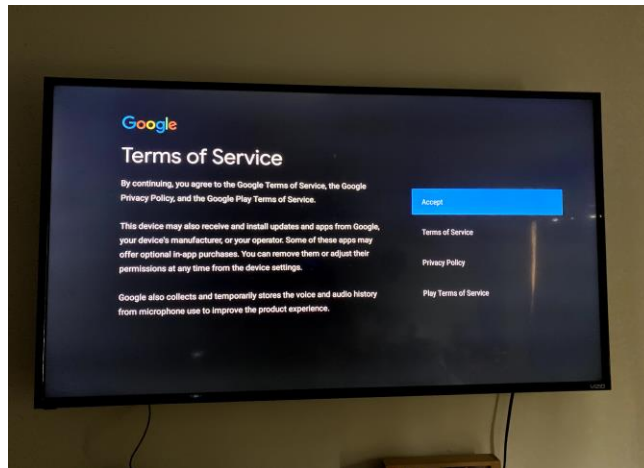 Google
Terms of Service
By continuing, you agree to the Google Terms of Service, the Google
Privacy Policy, and the Google Play Terms of Service.
This device may also receive and install updates and apps from Google,
your device's manufacturer, or your operator. Some of these apps may
offer optional in-app purchases. You can remove them or adjust their
permissions at any time from the device settings.
Google also collects and temporarily stores the voice and audio history
from microphone use to improve the product experience.
Accept
Terms of Service
Privacy Policy
Play Terms of Service
VIZIO